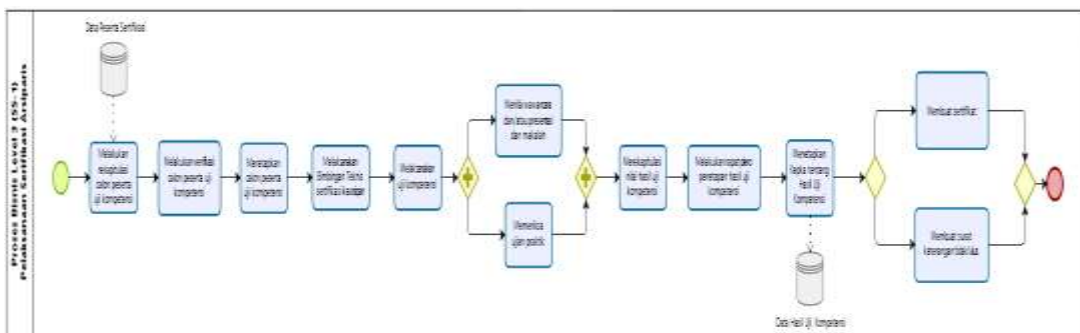 Proses Bisnis Level 3 (SS-1)
Pelaksanaan Sertifikasi Arsiparis
Data Peserta Sertifikasi
Melakukan
rekapitulasi
calon peserta
uji kompetensi
Melakukan verifikasi
calon peserta uji
kompetensi
Menetapkan
calon peserta
uji kompetensi
Melaksanakan
Bimbingan Teknis
sertifikasi
Melaksanakan
uji kompetensi
Menilai wawancara
dan atau presentasi
dan makalah
Memeriksa
ujian praktik
Merekapitulasi
nilai hasil uji
kompetensi
Melakukan rapat pleno
penetapan hasil uji
kompetensi
Menetapkan
Kepka tentang
Hasil Uji
Kompetensi
Data Hasil Uji Kompetensi
Membuat sertifikat
Membuat surat
keterangan tidak lulus